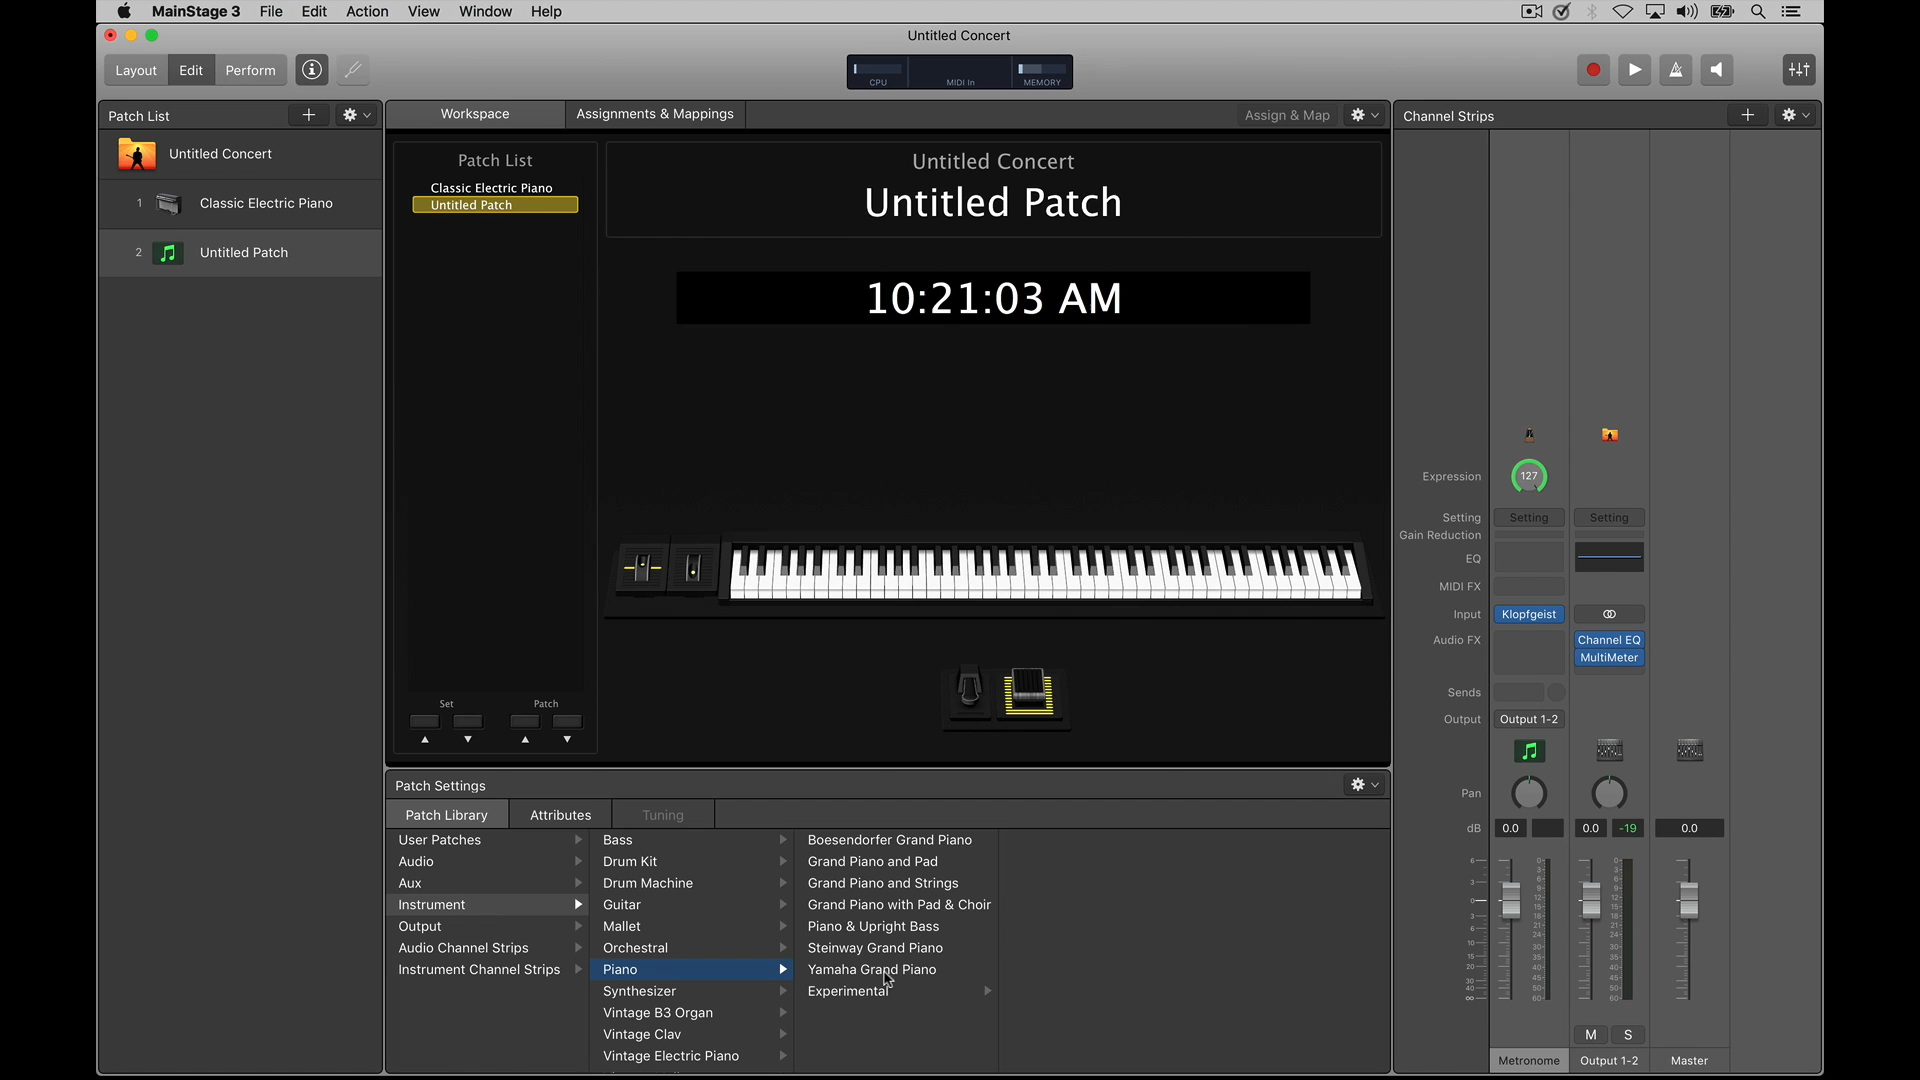 MainStage 3 File Edit Action View Window Help
Untitled Concert
Layout Edit Perform
CPU MIDI In MEMORY
Patch List
Untitled Concert
1 Classic Electric Piano
2 Untitled Patch
Workspace Assignments & Mappings Assign & Map
Patch List
Classic Electric Piano
Untitled Patch
Set Patch
Untitled Concert
Untitled Patch
10:21:03 AM
Patch Settings
Patch Library Attributes Tuning
User Patches
Audio
Aux
Instrument
Output
Audio Channel Strips
Instrument Channel Strips
Bass
Drum Kit
Drum Machine
Guitar
Mallet
Orchestral
Piano
Synthesizer
Vintage B3 Organ
Vintage Clav
Vintage Electric Piano
Boesendorfer Grand Piano
Grand Piano and Pad
Grand Piano and Strings
Grand Piano with Pad & Choir
Piano & Upright Bass
Steinway Grand Piano
Yamaha Grand Piano
Experimental
Channel Strips
Expression 127
Setting Setting Setting
Gain Reduction
EQ
MIDI FX
Input Klopfgeist
Audio FX Channel EQ
MultiMeter
Sends
Output Output 1-2
Pan
dB 0.0 0.0 -19 0.0
M S
Metronome Output 1-2 Master